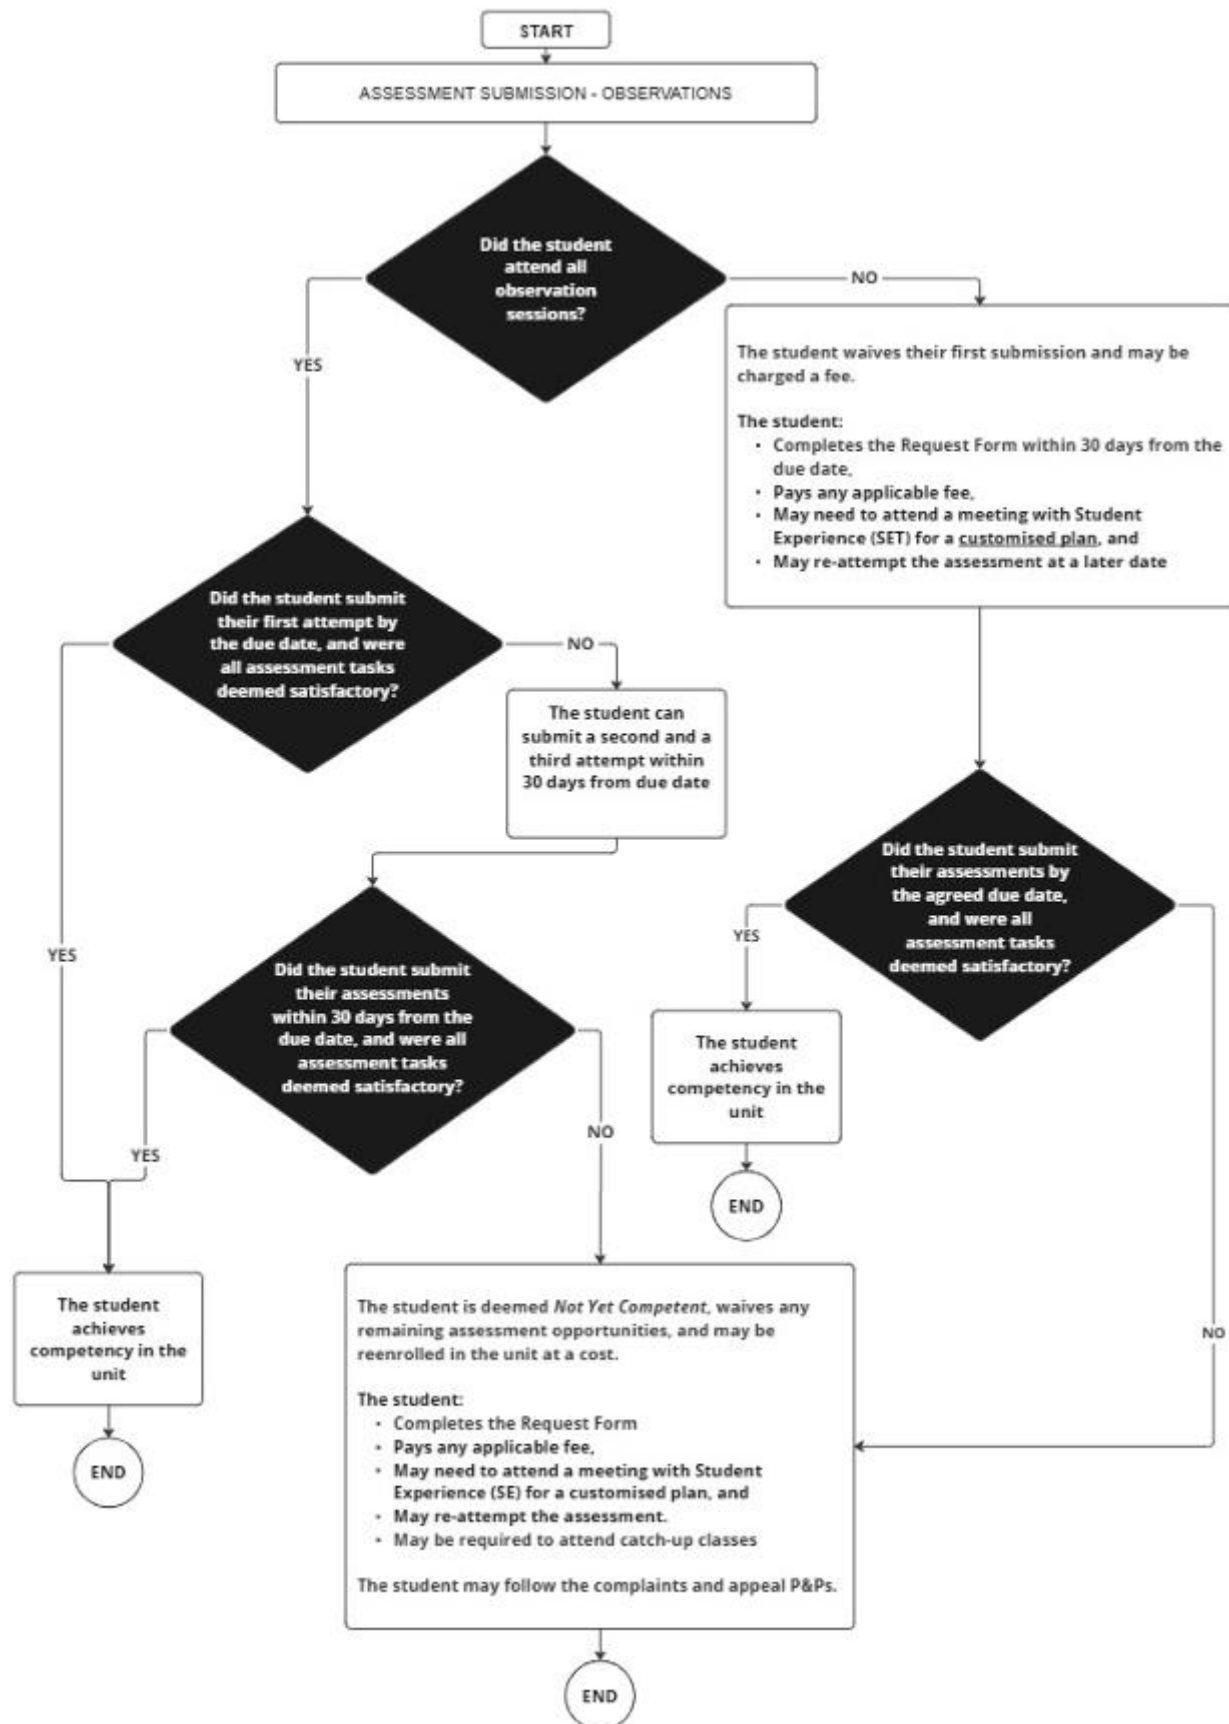 START
ASSESSMENT SUBMISSION - OBSERVATIONS
Did the student
attend all
observation
sessions?
NO
YES
The student waives their first submission and may be
charged a fee.
The student:
• Completes the Request Form within 30 days from the
due date,
• Pays any applicable fee,
• May need to attend a meeting with Student
Experience (SET) for a customised plan, and
• May re-attempt the assessment at a later date
Did the student submit
their first attempt by
the due date, and were
all assessment tasks
deemed satisfactory?
NO
The student can
submit a second and a
third attempt within
30 days from due date
YES
Did the student submit
their assessments by
the agreed due date,
and were all
assessment tasks
deemed satisfactory?
YES
NO
The student
achieves
competency in the
unit
END
Did the student submit
their assessments
within 30 days from the
due date, and were all
assessment tasks
deemed satisfactory?
YES
NO
The student
achieves
competency in the
unit
END
The student is deemed Not Yet Competent, waives any
remaining assessment opportunities, and may be
reenrolled in the unit at a cost.
The student:
• Completes the Request Form
• Pays any applicable fee,
• May need to attend a meeting with Student
Experience (SE) for a customised plan, and
• May re-attempt the assessment.
• May be required to attend catch-up classes
The student may follow the complaints and appeal P&Ps.
END